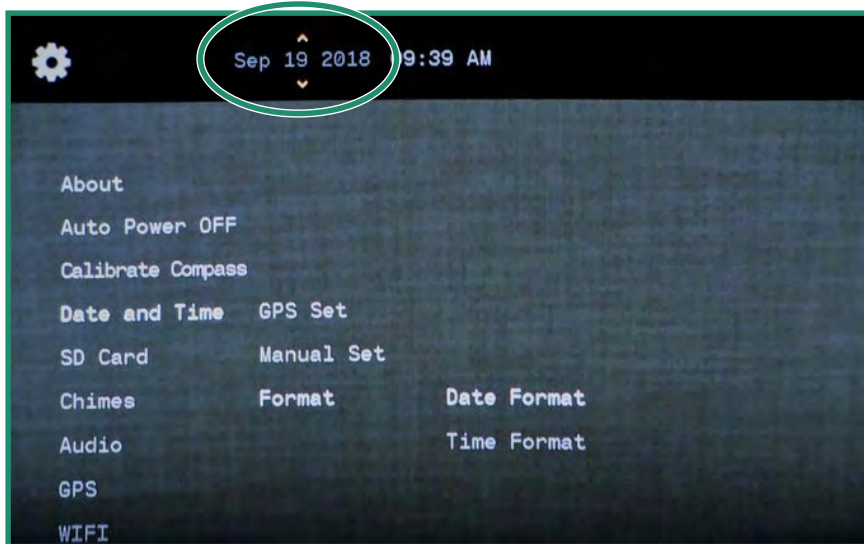 Sep 19 2018 09:39 AM
About
Auto Power OFF
Calibrate Compass
Date and Time GPS Set
SD Card Manual Set
Chimes Format Date Format
Audio Time Format
GPS
WIFI